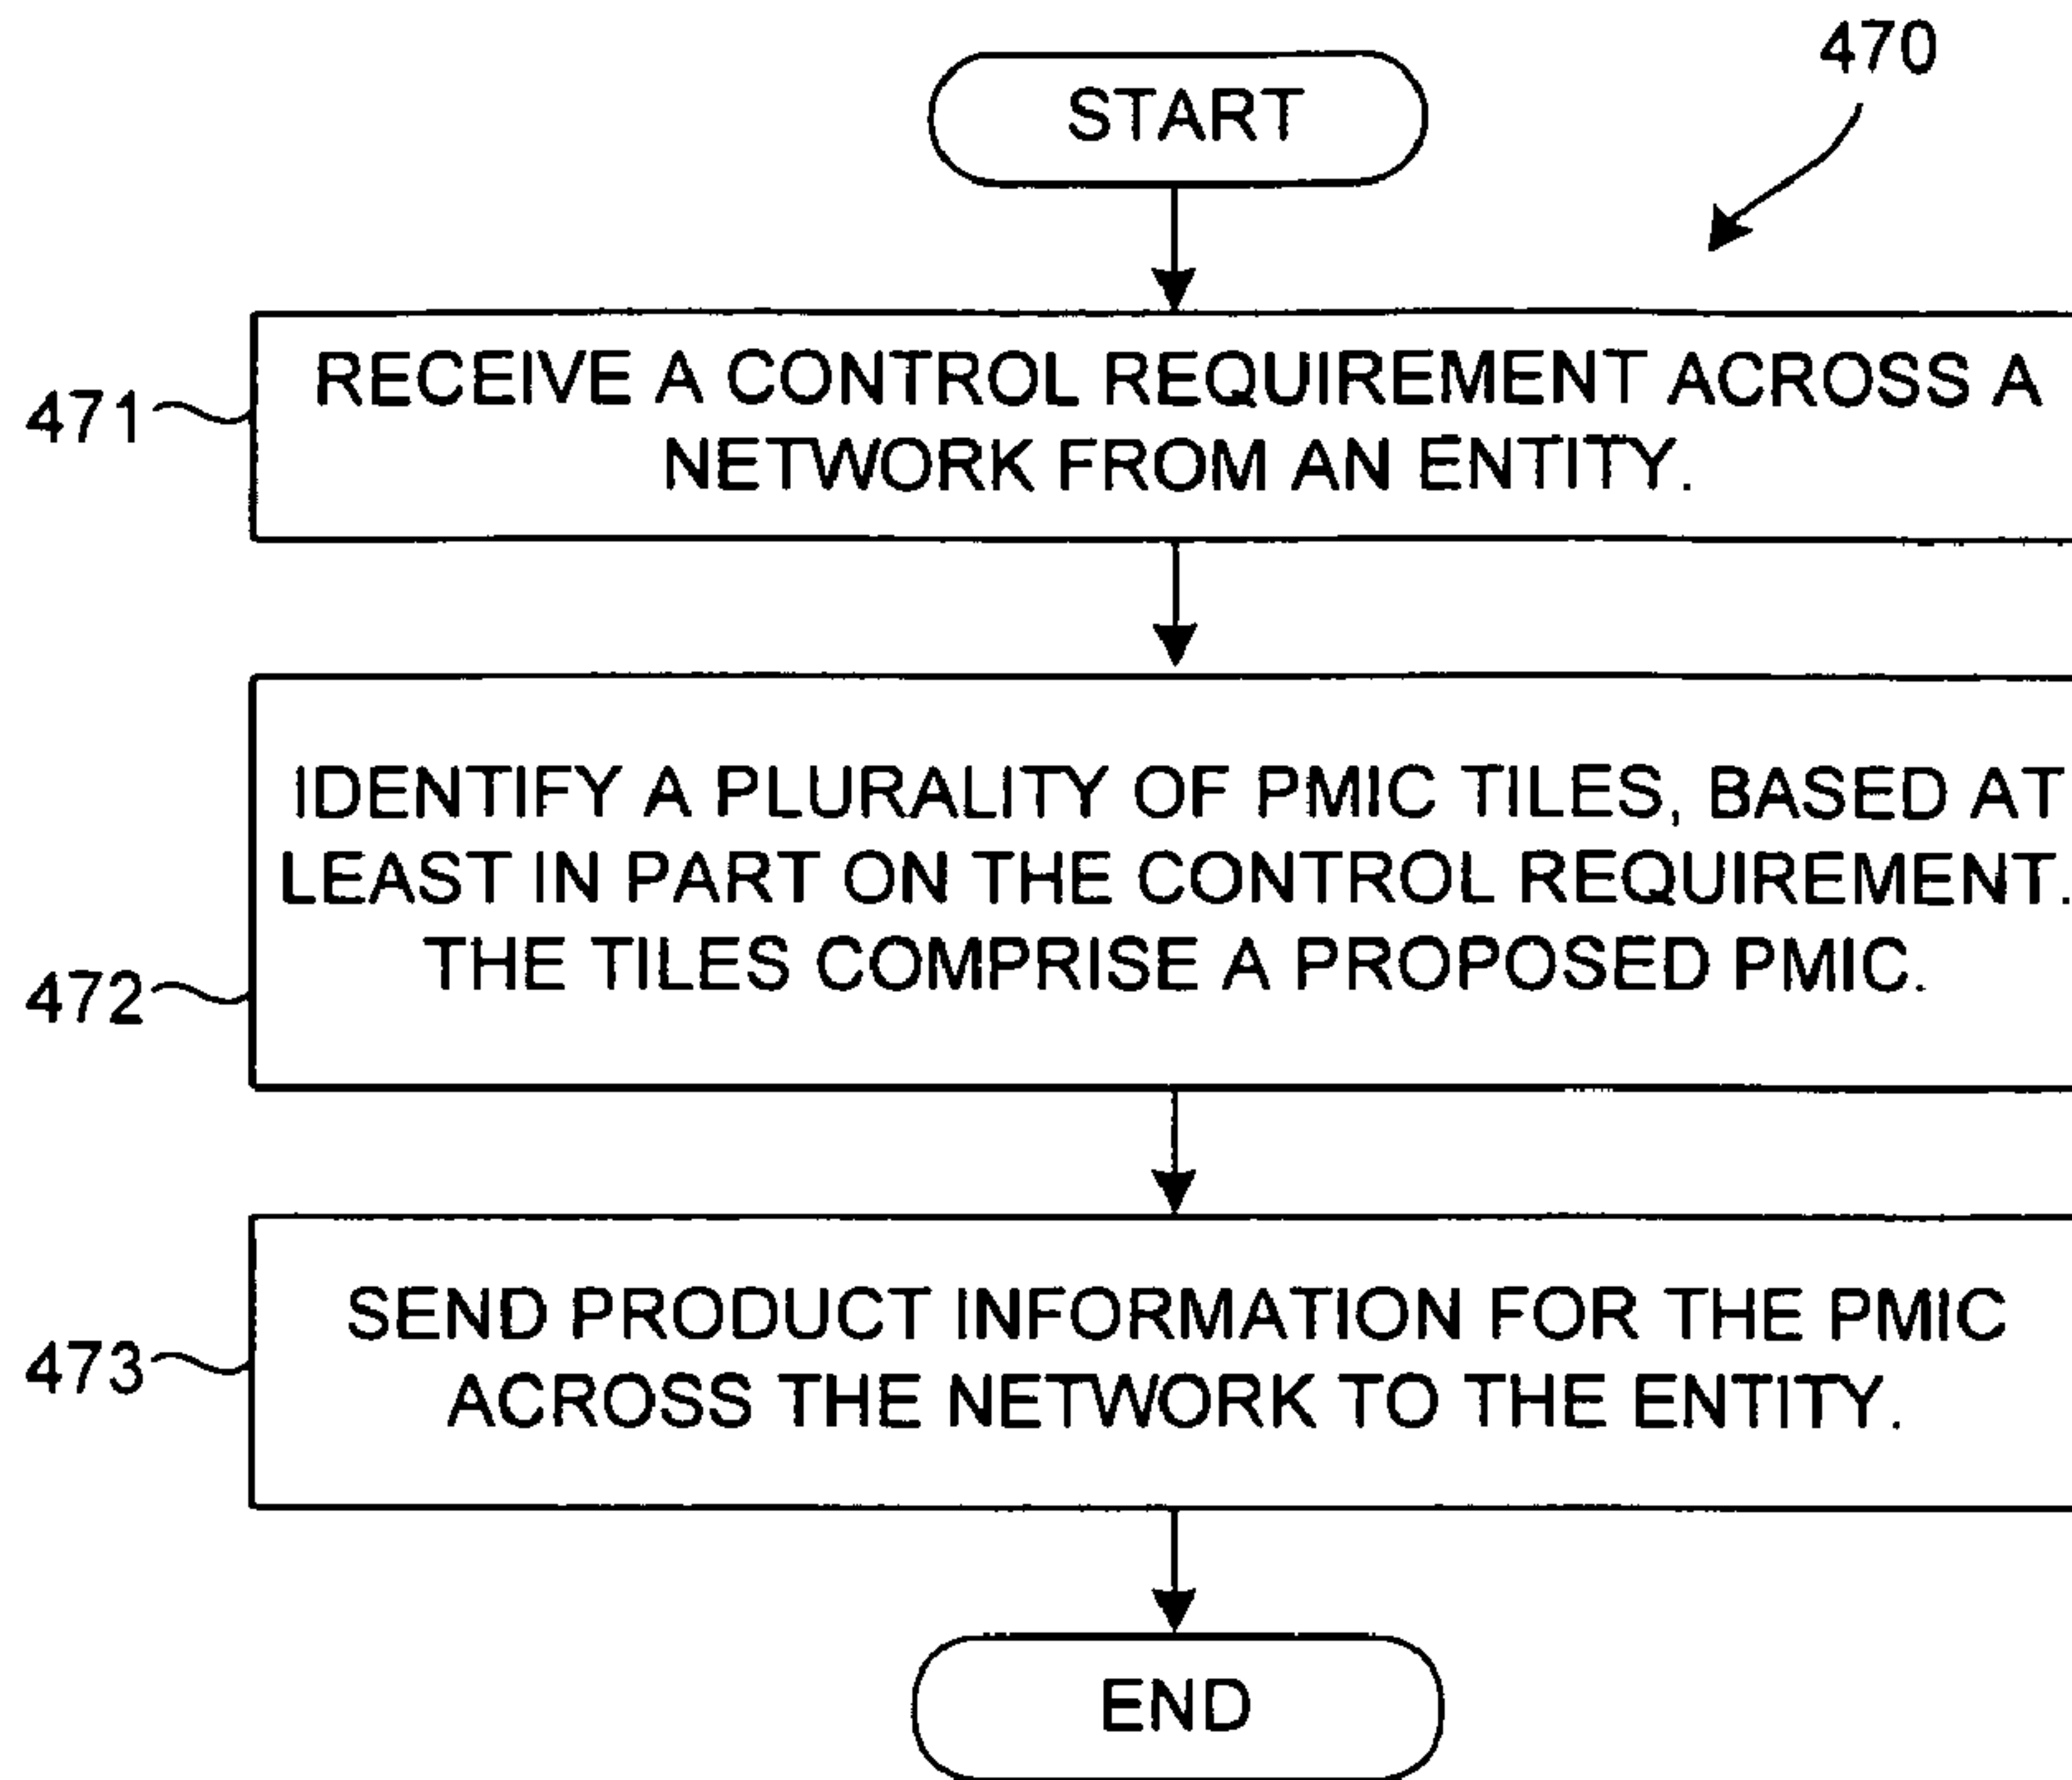 470
START
471
RECEIVE A CONTROL REQUIREMENT ACROSS A
NETWORK FROM AN ENTITY.
IDENTIFY A PLURALITY OF PMIC TILES, BASED AT
LEAST IN PART ON THE CONTROL REQUIREMENT.
THE TILES COMPRISE A PROPOSED PMIC.
472
SEND PRODUCT INFORMATION FOR THE PMIC
ACROSS THE NETWORK TO THE ENTITY.
473
END